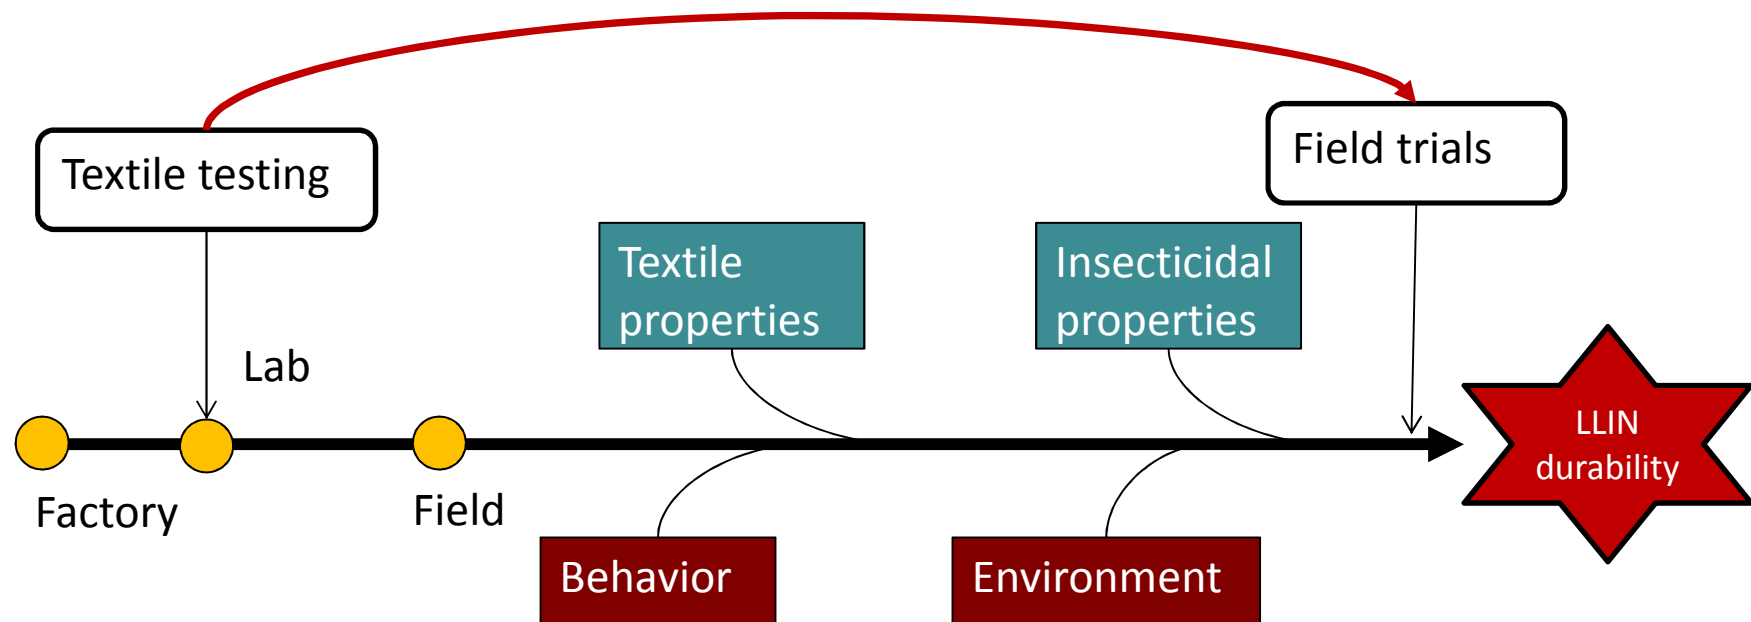 Textile testing
Field trials
Textile
properties
Insecticidal
properties
Lab
LLIN
durability
Factory
Field
Behavior
Environment